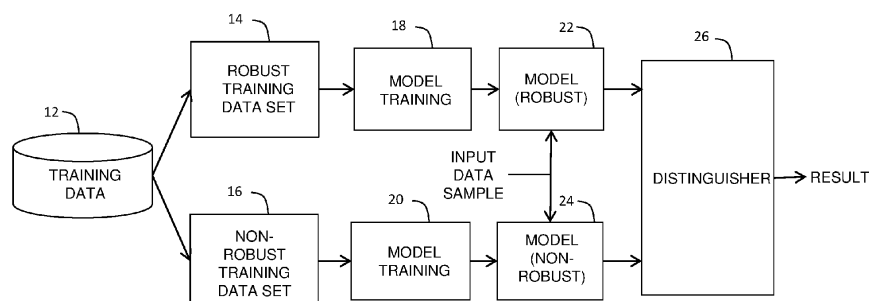 14
18
22
26
ROBUST
TRAINING
DATA SET
MODEL
TRAINING
MODEL
(ROBUST)
12
TRAINING
DATA
INPUT
DATA
SAMPLE
DISTINGUISHER
RESULT
16
20
24
NON-
ROBUST
TRAINING
DATA SET
MODEL
TRAINING
MODEL
(NON-
ROBUST)